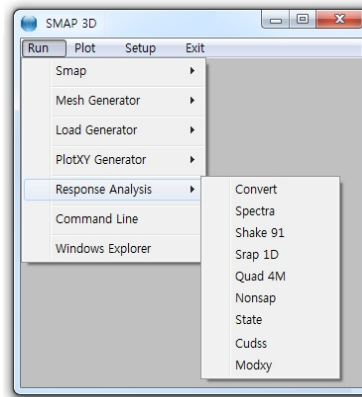 SMAP 3D
Run Plot Setup Exit
Smap
Mesh Generator
Load Generator
PlotXY Generator
Response Analysis
Command Line
Windows Explorer
Convert
Spectra
Shake 91
Srap 1D
Quad 4M
Nonsap
State
Cudss
Modxy